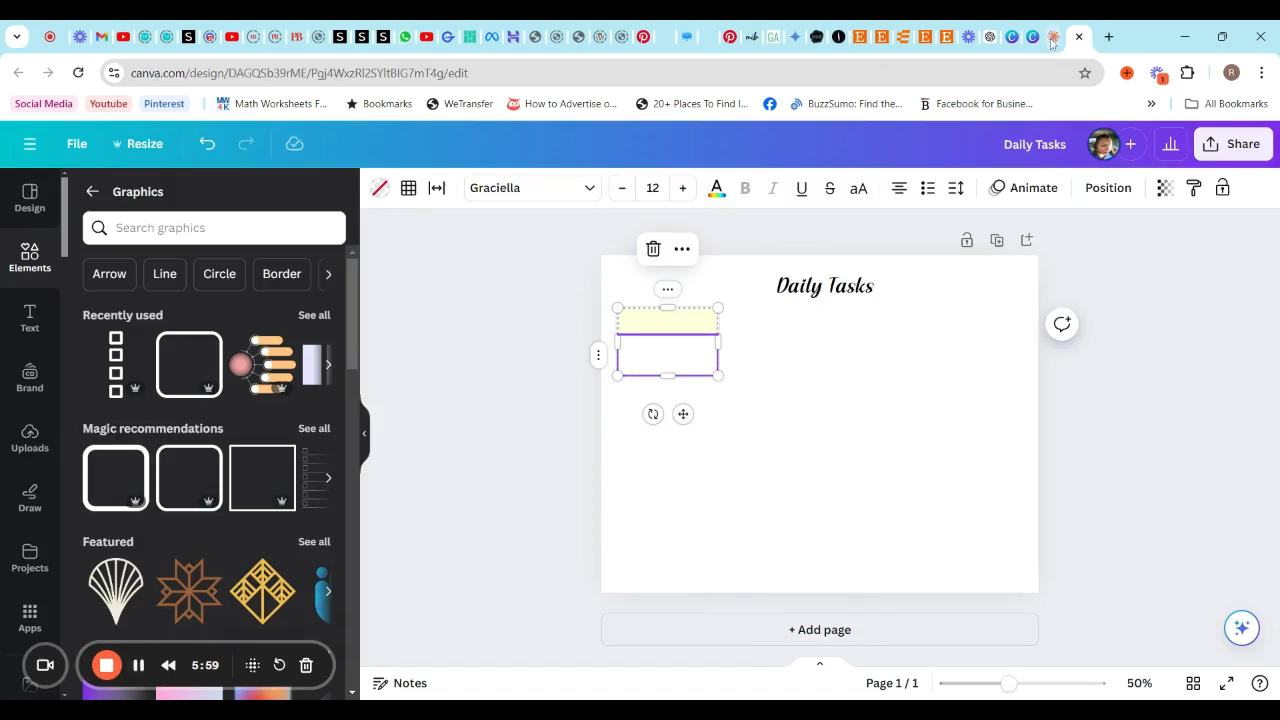 canva.com/design/DAGQSb39rME/Pgj4WxzRl2SYltBIG7mT4g/edit
R
Social Media
Youtube
Pinterest
Math Worksheets F...
Bookmarks
WeTransfer
How to Advertise o...
20+ Places To Find I...
BuzzSumo: Find the...
Facebook for Busine...
All Bookmarks
File
Resize
Daily Tasks
Share
Design
Elements
Text
Brand
Uploads
Draw
Projects
Apps
Graphics
Search graphics
Arrow
Line
Circle
Border
Recently used
See all
Magic recommendations
See all
Featured
See all
5:59
Graciella
12
A B I U S aA
Animate
Position
Daily Tasks
+ Add page
Notes
Page 1 / 1
50%